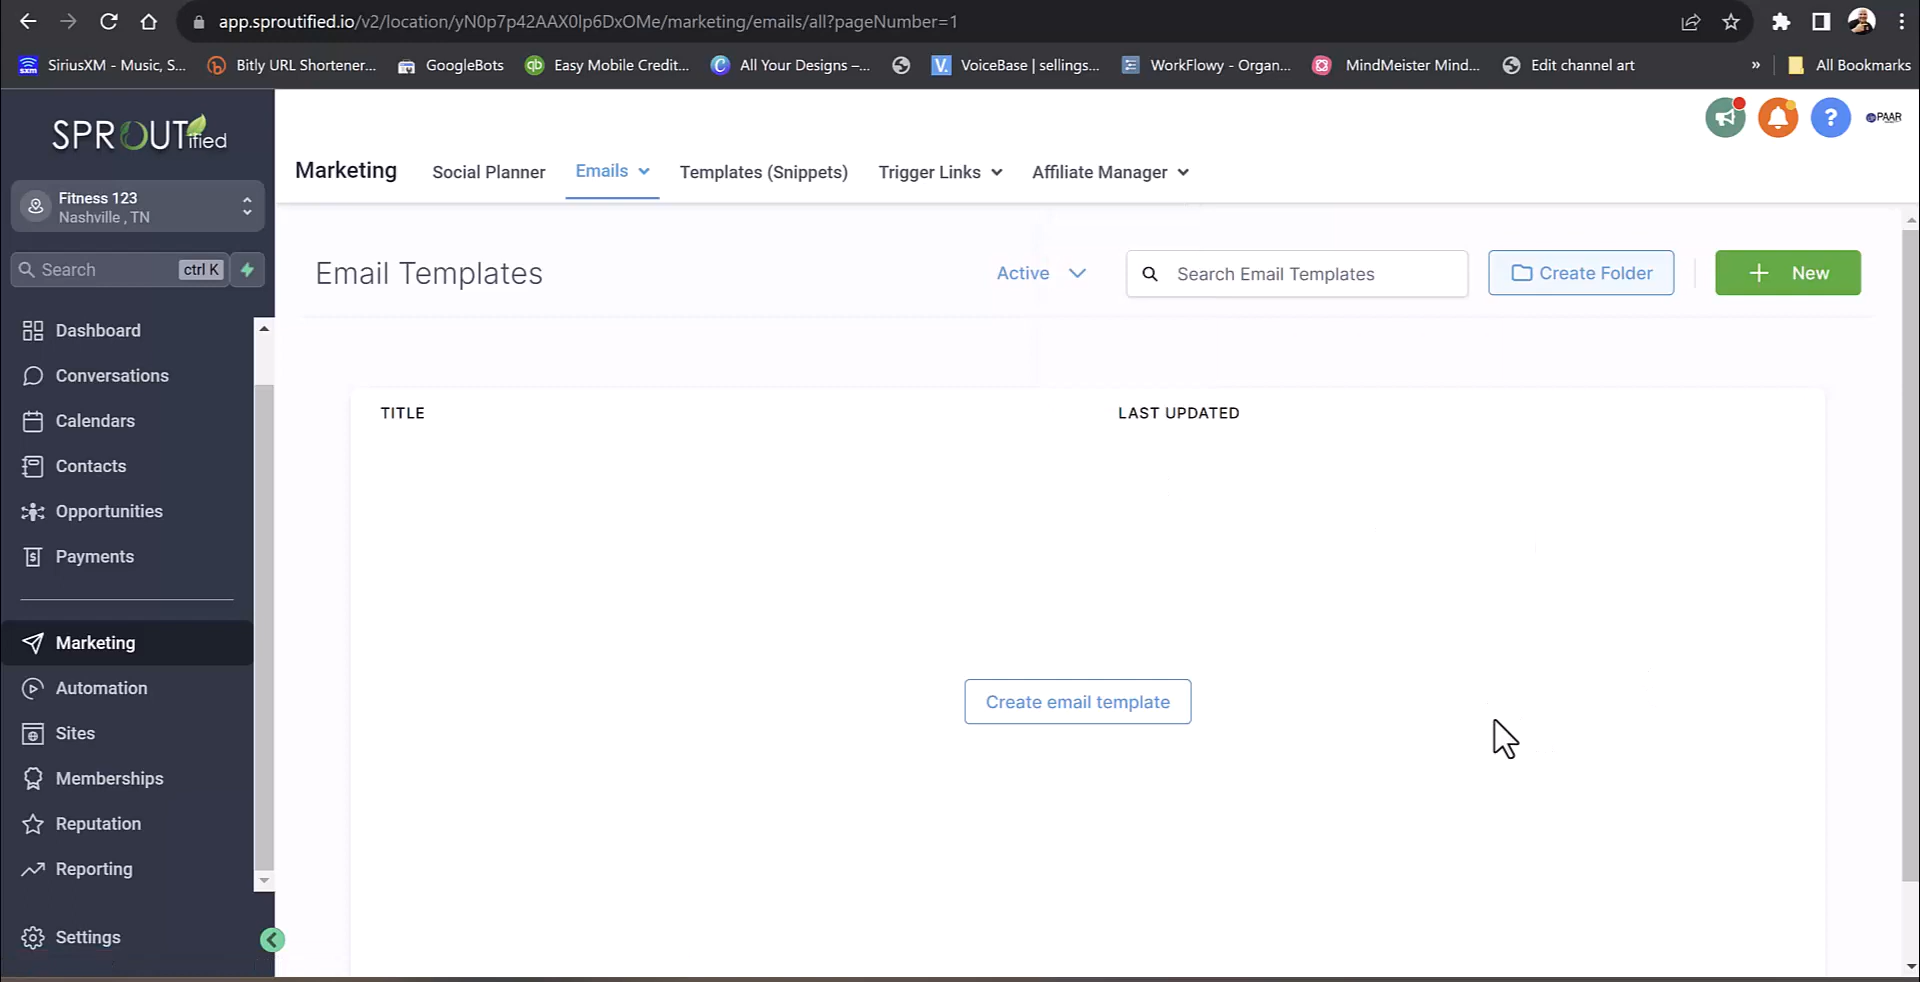 app.sproutified.io/v2/location/yN0p7p42AAX0lp6DxOMe/marketing/emails/all?pageNumber=1
SiriusXM - Music, S... Bitly URL Shortener... GoogleBots Easy Mobile Credit... All Your Designs –... VoiceBase | sellings... WorkFlowy - Organ... MindMeister Mind... Edit channel art » All Bookmarks
SPROUTified
PAAR
Marketing Social Planner Emails Templates (Snippets) Trigger Links Affiliate Manager
Fitness 123
Nashville , TN
Search ctrl K
Email Templates Active Search Email Templates Create Folder + New
Dashboard
Conversations
Calendars
Contacts
Opportunities
Payments
Marketing
Automation
Sites
Memberships
Reputation
Reporting
Settings
TITLE LAST UPDATED
Create email template